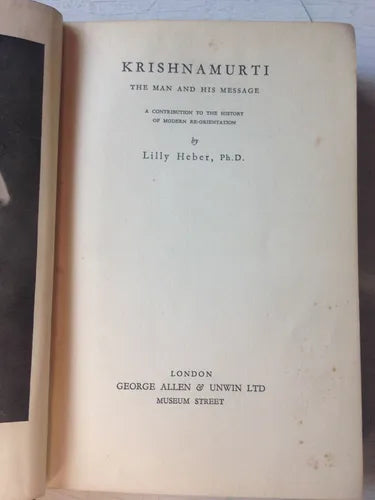 KRISHNAMURTI
THE MAN AND HIS MESSAGE
A CONTRIBUTION TO THE HISTORY
OF MODERN RE-ORIENTATION
by
Lilly Heber, Ph.D.
LONDON
GEORGE ALLEN & UNWIN LTD
MUSEUM STREET